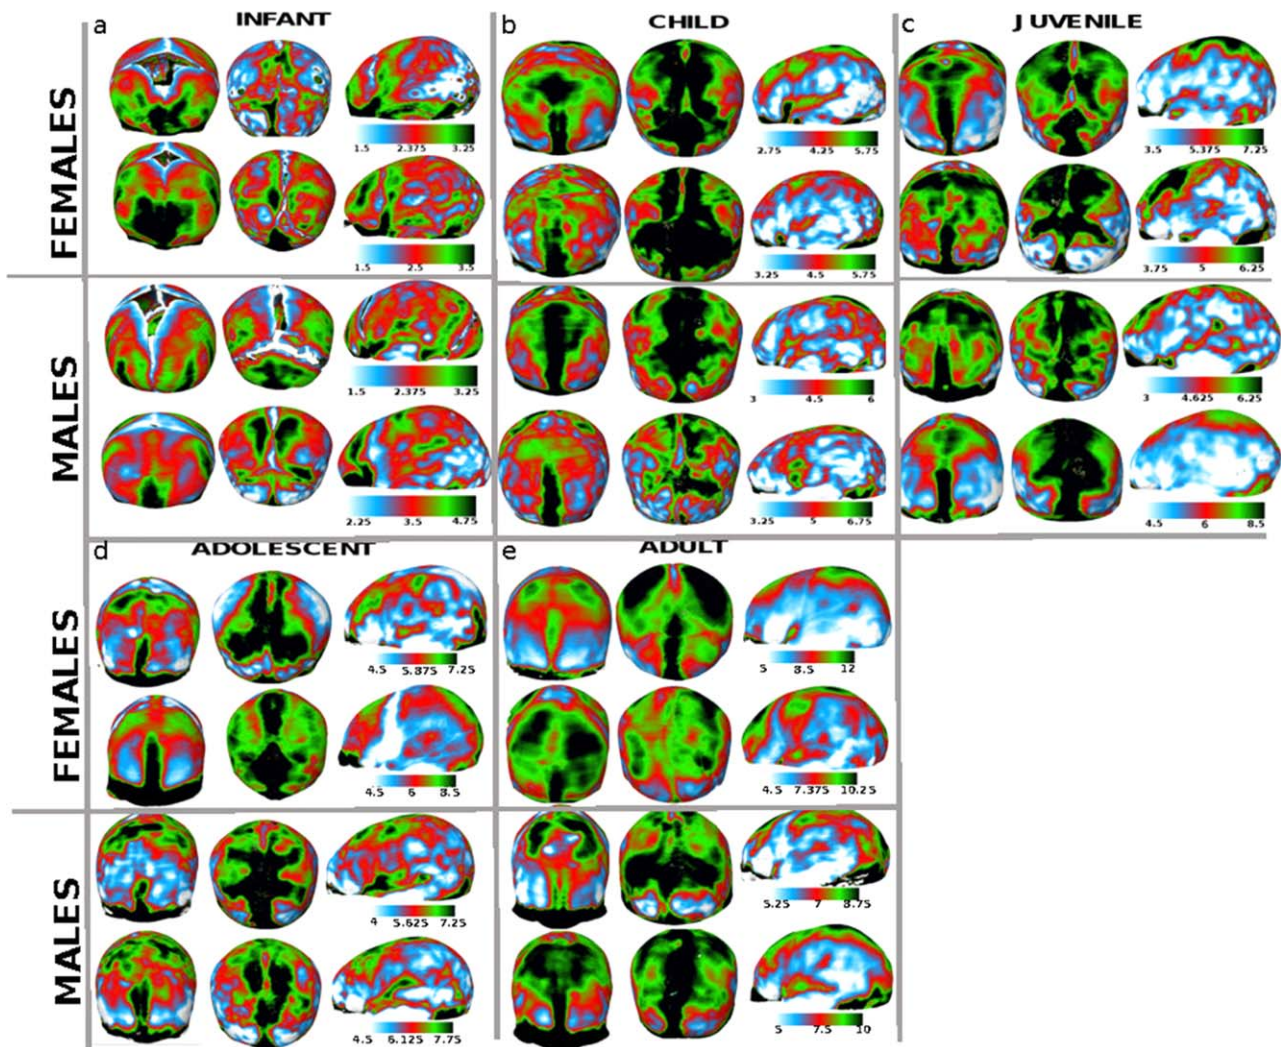 a INFANT b CHILD c JUVENILE
FEMALES
1.5 2.375 3.25 2.75 4.25 5.75 3.5 5.375 7.25
1.5 2.5 3.5 3.25 4.5 5.75 3.75 5 6.25
MALES
1.5 2.375 3.25 3 4.5 6 3 4.625 6.25
2.25 3.5 4.75 3.25 5 6.75 4.5 6 8.5
d ADOLESCENT e ADULT
FEMALES
4.5 5.875 7.25 5 8.5 12
4.5 6 8.5 4.5 7.375 10.25
MALES
4 5.625 7.25 5.25 7 8.75
4.5 6.125 7.75 5 7.5 10